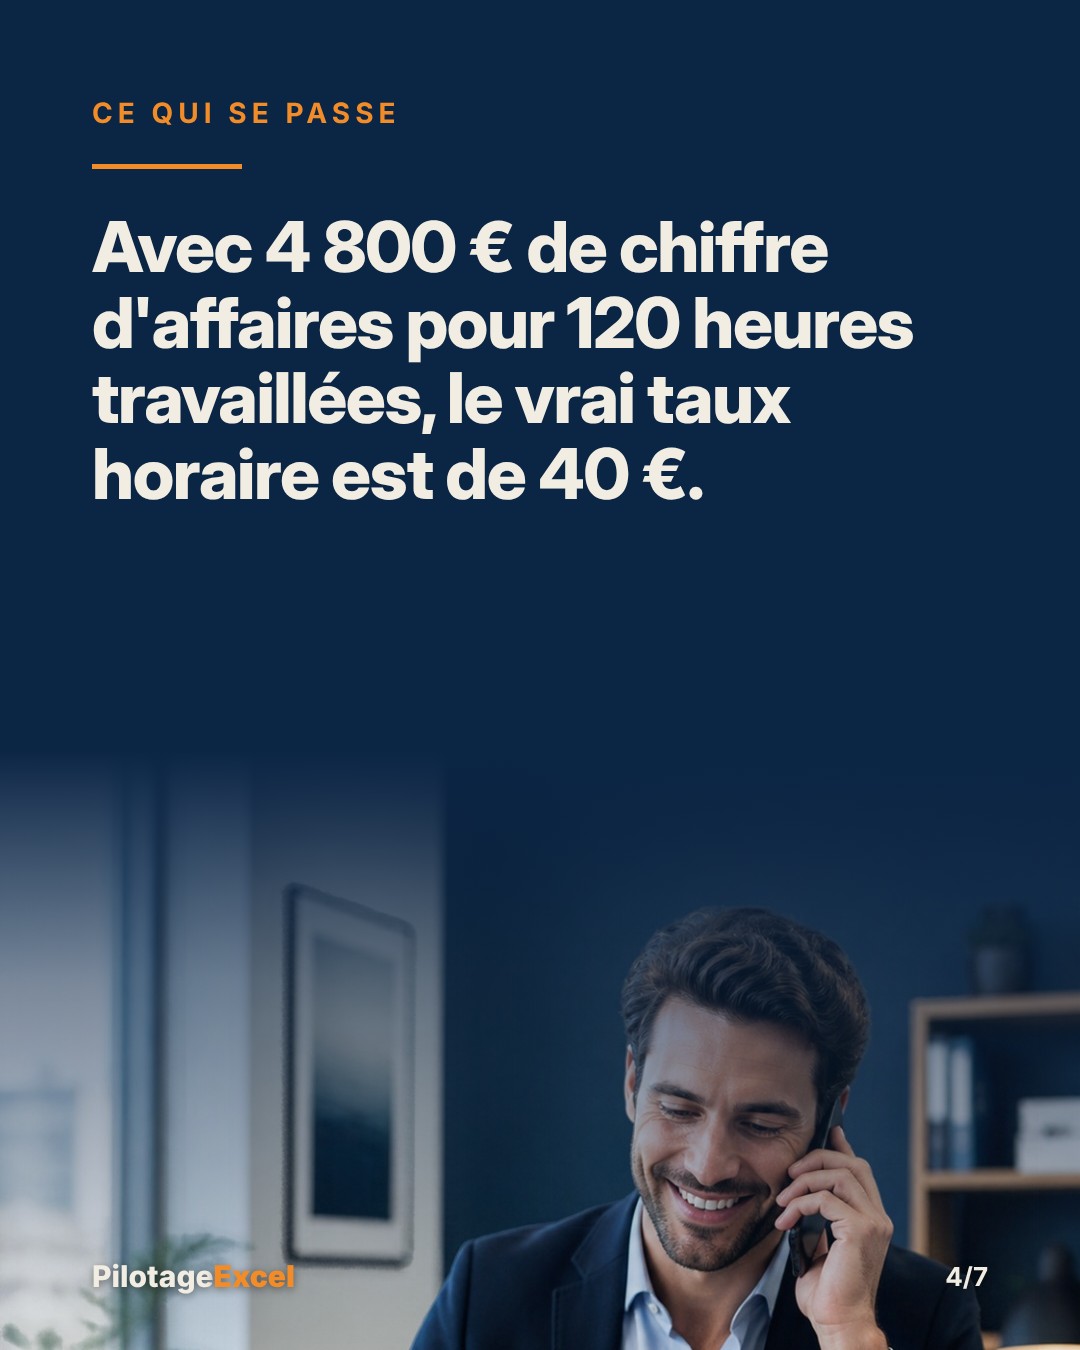 CE QUI SE PASSE
Avec 4 800 € de chiffre
d'affaires pour 120 heures
travaillées, le vrai taux
horaire est de 40 €.
PilotageExcel
4/7